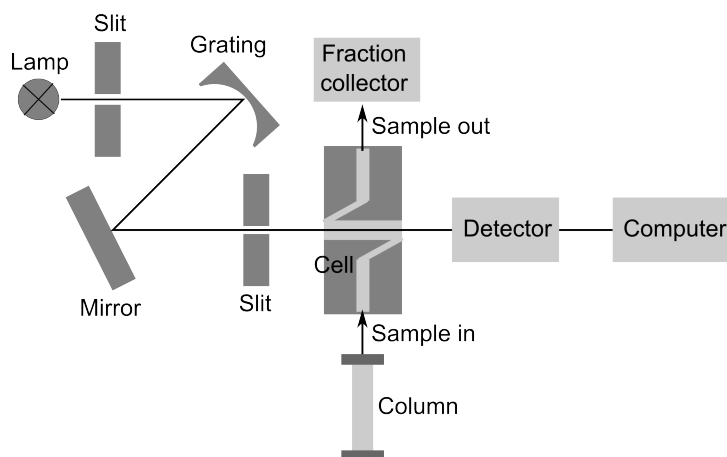 Slit
Grating
Lamp
Fraction
collector
Sample out
Detector
Computer
Cell
Mirror
Slit
Sample in
Column